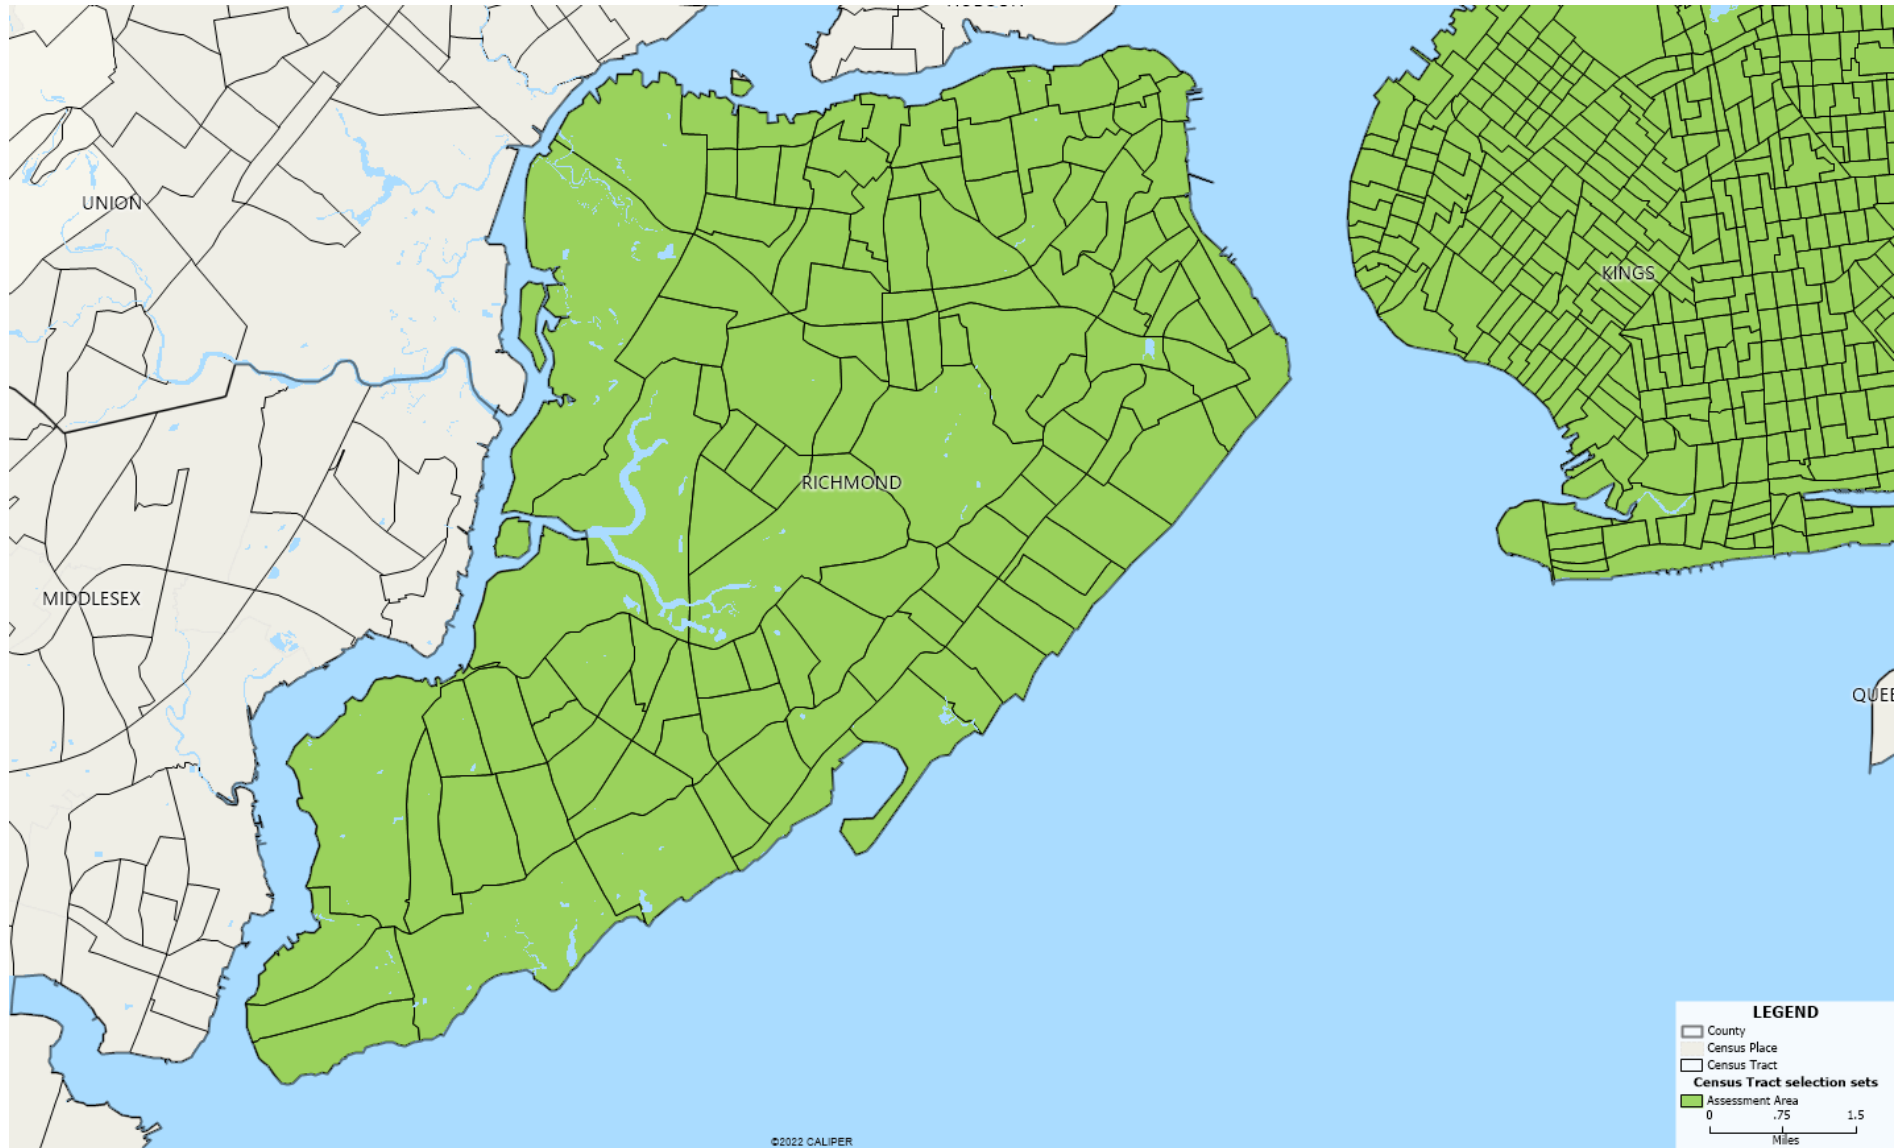 UNION
KINGS
RICHMOND
MIDDLESEX
LEGEND
County
Census Place
Census Tract
Census Tract selection sets
Assessment Area
0 .75 1.5
Miles
©2022 CALIPER